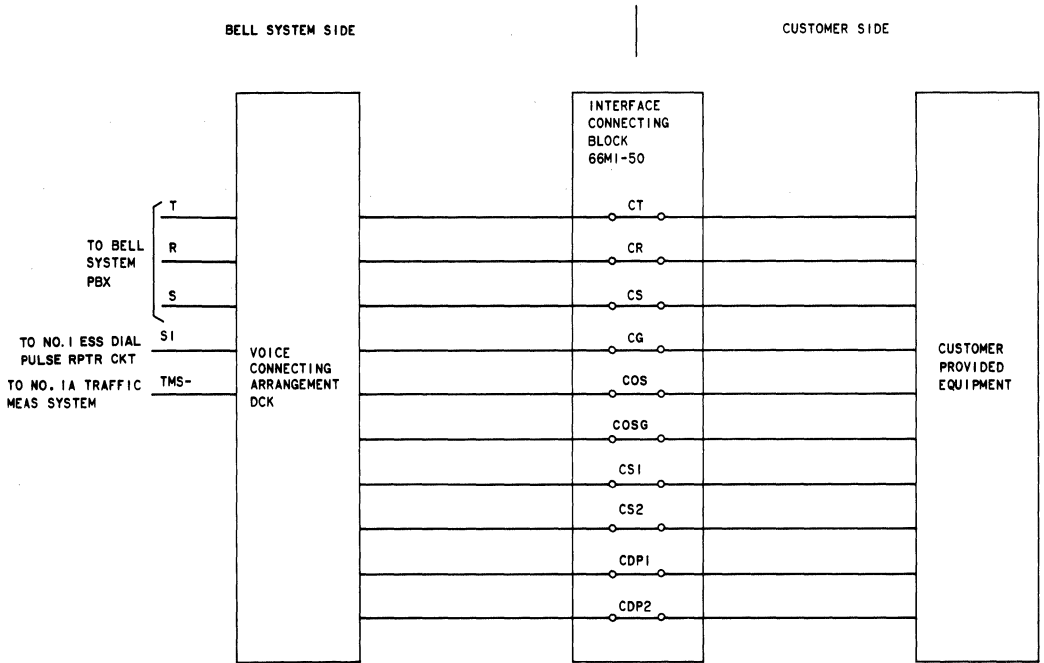 BELL SYSTEM SIDE
CUSTOMER SIDE
INTERFACE
CONNECTING
BLOCK
66M1-50
T
R
S
TO BELL
SYSTEM
PBX
S1
TO NO. 1 ESS DIAL
PULSE RPTR CKT
TMS-
TO NO. 1A TRAFFIC
MEAS SYSTEM
VOICE
CONNECTING
ARRANGEMENT
DCK
CT
CR
CS
CG
COS
COSG
CS1
CS2
CDP1
CDP2
CUSTOMER
PROVIDED
EQUIPMENT